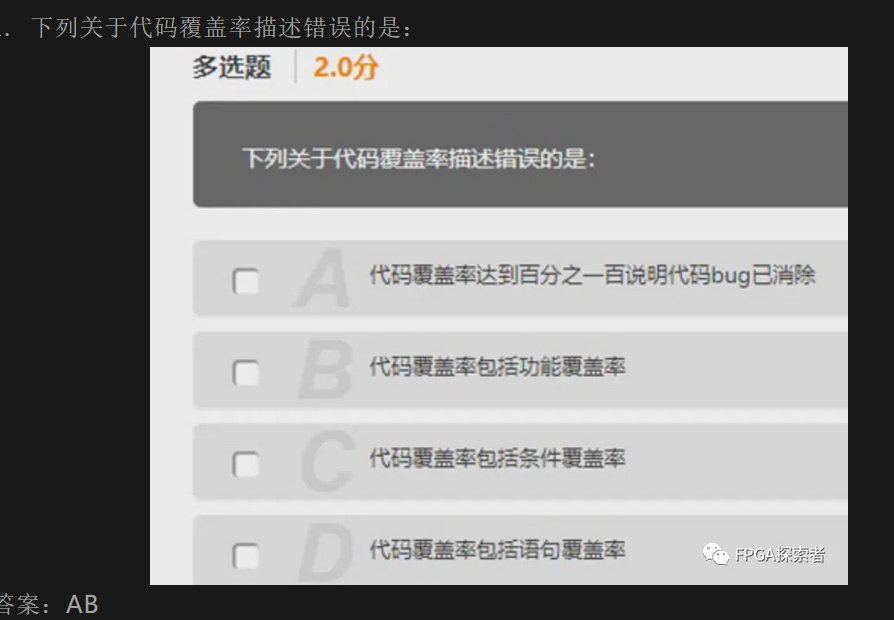 . 下列关于代码覆盖率描述错误的是：
多选题 2.0分
下列关于代码覆盖率描述错误的是：
A 代码覆盖率达到百分之一百说明代码bug已消除
B 代码覆盖率包括功能覆盖率
C 代码覆盖率包括条件覆盖率
D 代码覆盖率包括语句覆盖率
FPGA探索者
答案：AB